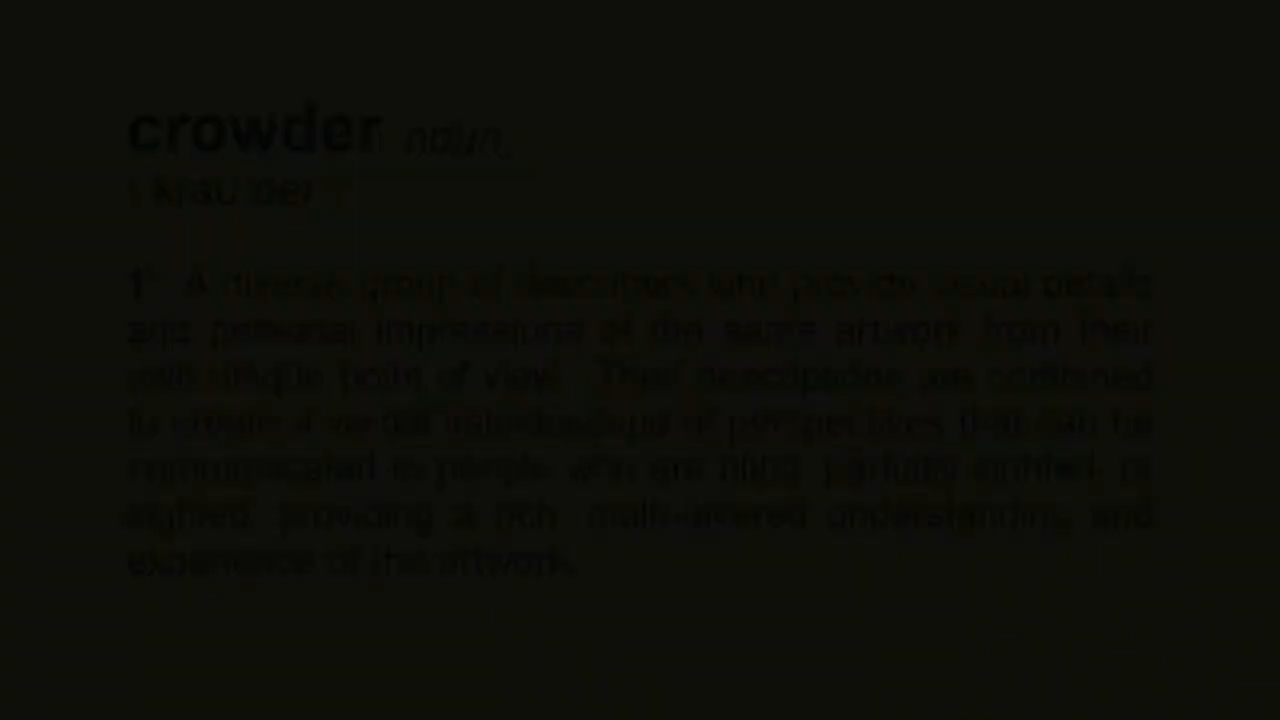 crowder noun
1 A diverse group of describers who provide visual details
and personal impressions of the same artwork from their
own unique point of view. Their descriptions are combined
to create a verbal kaleidoscope of perspectives that can be
communicated to people who are blind, partially sighted, or
sighted, providing a rich, multi-layered understanding and
experience of the artwork.